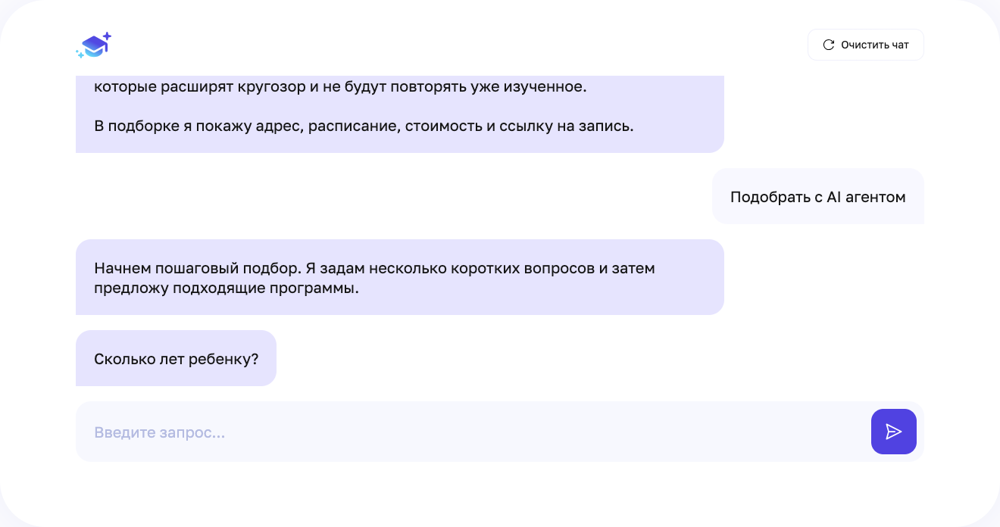 Очистить чат
которые расширят кругозор и не будут повторять уже изученное.
В подборке я покажу адрес, расписание, стоимость и ссылку на запись.
Подобрать с AI агентом
Начнем пошаговый подбор. Я задам несколько коротких вопросов и затем
предложу подходящие программы.
Сколько лет ребенку?
Введите запрос...